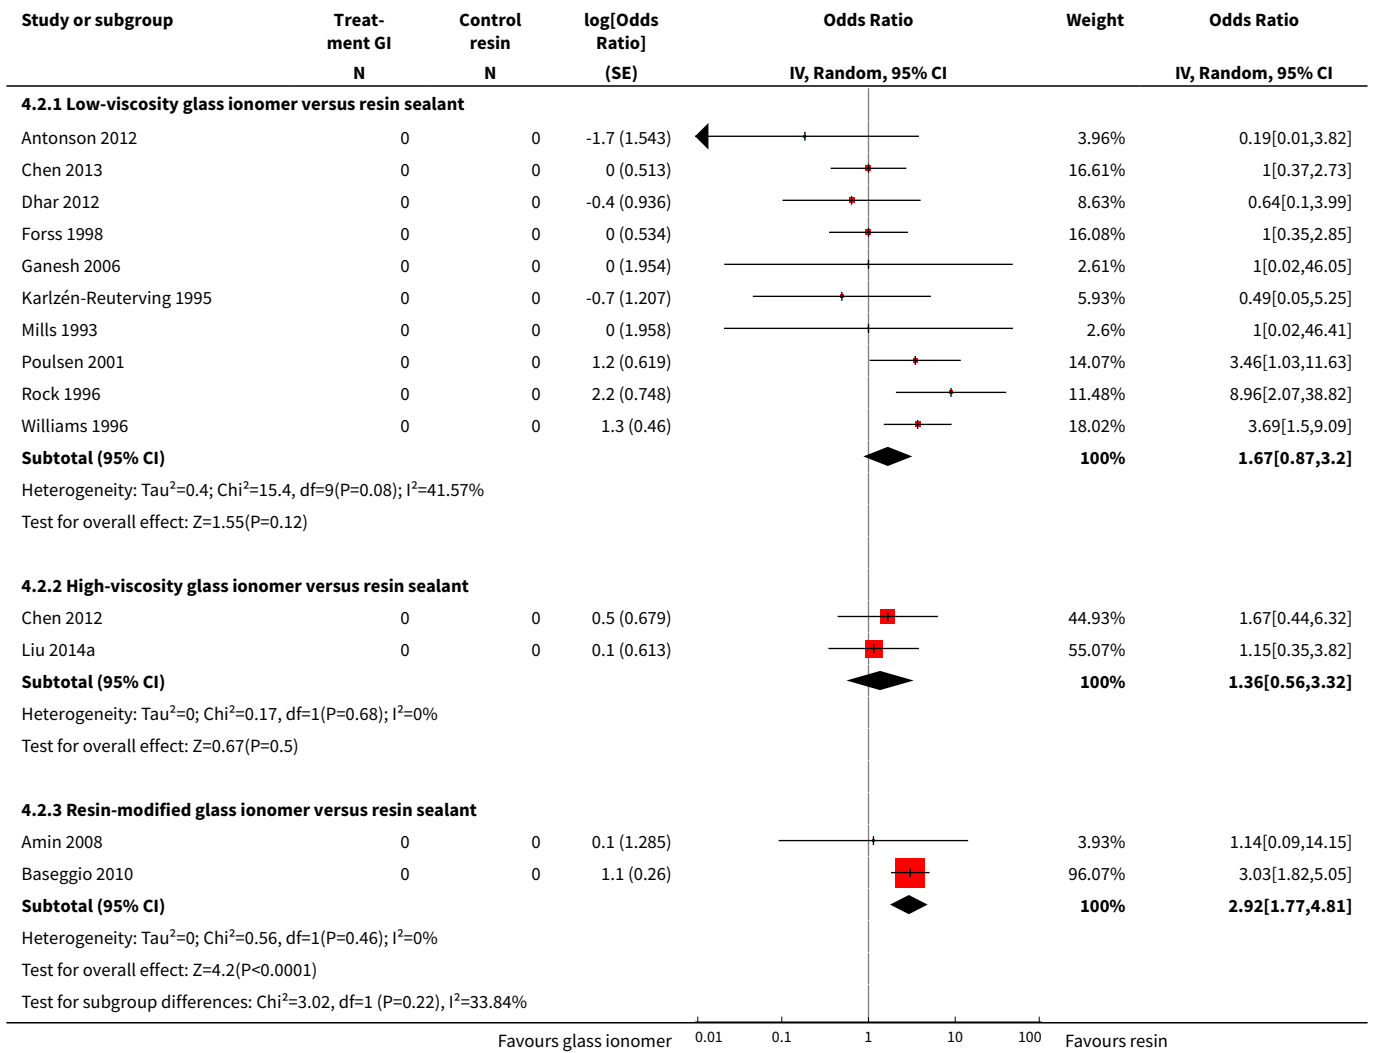 Study or subgroup Treat- Control log[Odds Odds Ratio Weight Odds Ratio
ment GI resin Ratio]
N N (SE) IV, Random, 95% CI IV, Random, 95% CI
4.2.1 Low-viscosity glass ionomer versus resin sealant
Antonson 2012 0 0 -1.7 (1.543) 3.96% 0.19[0.01,3.82]
Chen 2013 0 0 0 (0.513) 16.61% 1[0.37,2.73]
Dhar 2012 0 0 -0.4 (0.936) 8.63% 0.64[0.1,3.99]
Forss 1998 0 0 0 (0.534) 16.08% 1[0.35,2.85]
Ganesh 2006 0 0 0 (1.954) 2.61% 1[0.02,46.05]
Karlzén-Reuterving 1995 0 0 -0.7 (1.207) 5.93% 0.49[0.05,5.25]
Mills 1993 0 0 0 (1.958) 2.6% 1[0.02,46.41]
Poulsen 2001 0 0 1.2 (0.619) 14.07% 3.46[1.03,11.63]
Rock 1996 0 0 2.2 (0.748) 11.48% 8.96[2.07,38.82]
Williams 1996 0 0 1.3 (0.46) 18.02% 3.69[1.5,9.09]
Subtotal (95% CI) 100% 1.67[0.87,3.2]
Heterogeneity: Tau²=0.4; Chi²=15.4, df=9(P=0.08); I²=41.57%
Test for overall effect: Z=1.55(P=0.12)
4.2.2 High-viscosity glass ionomer versus resin sealant
Chen 2012 0 0 0.5 (0.679) 44.93% 1.67[0.44,6.32]
Liu 2014a 0 0 0.1 (0.613) 55.07% 1.15[0.35,3.82]
Subtotal (95% CI) 100% 1.36[0.56,3.32]
Heterogeneity: Tau²=0; Chi²=0.17, df=1(P=0.68); I²=0%
Test for overall effect: Z=0.67(P=0.5)
4.2.3 Resin-modified glass ionomer versus resin sealant
Amin 2008 0 0 0.1 (1.285) 3.93% 1.14[0.09,14.15]
Baseggio 2010 0 0 1.1 (0.26) 96.07% 3.03[1.82,5.05]
Subtotal (95% CI) 100% 2.92[1.77,4.81]
Heterogeneity: Tau²=0; Chi²=0.56, df=1(P=0.46); I²=0%
Test for overall effect: Z=4.2(P<0.0001)
Test for subgroup differences: Chi²=3.02, df=1 (P=0.22), I²=33.84%
Favours glass ionomer 0.01 0.1 1 10 100 Favours resin